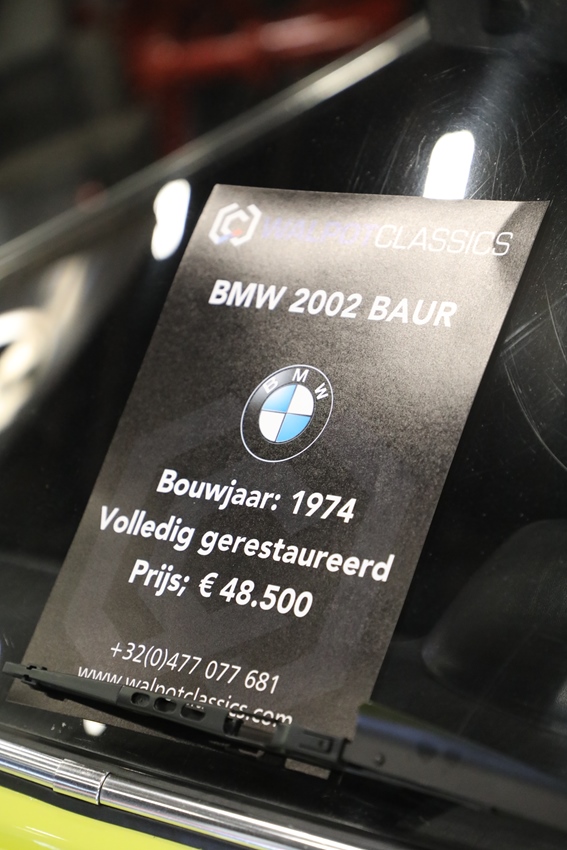 WALPOTCLASSICS
BMW 2002 BAUR
BMW
Bouwjaar: 1974
Volledig gerestaureerd
Prijs; € 48.500
+32(0)477 077 681
www.walpotclassics.com